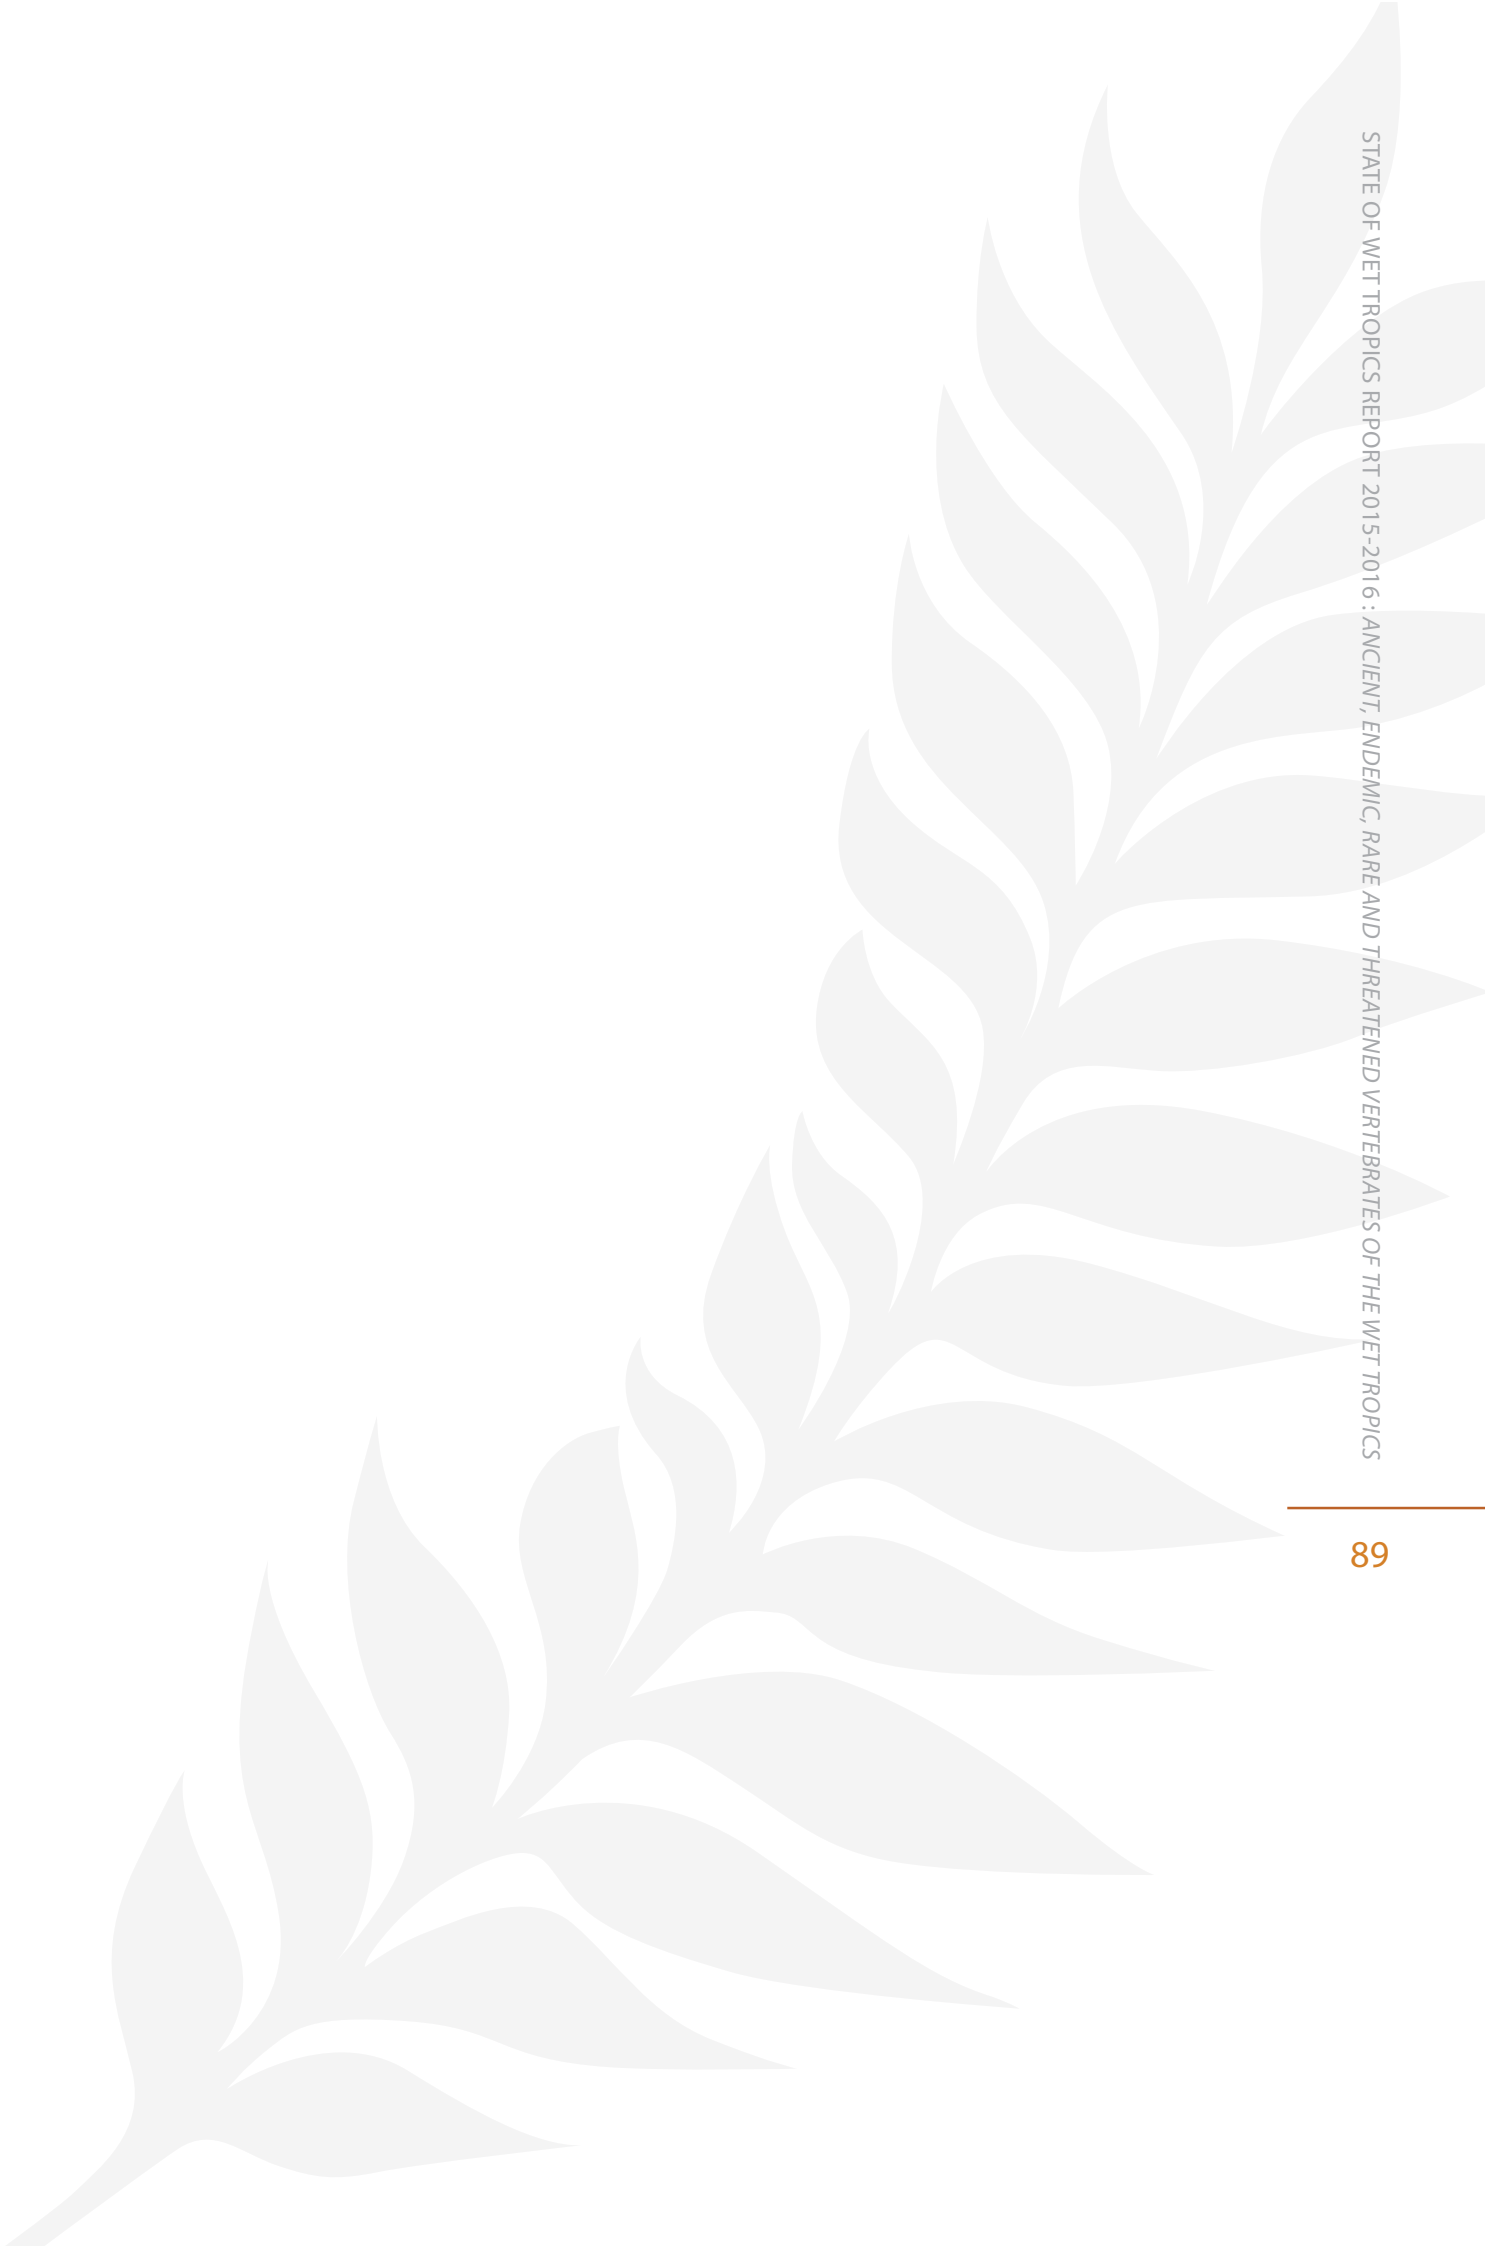 STATE OF WET TROPICS REPORT 2015-2016 : ANCIENT, ENDEMIC, RARE AND THREATENED VERTEBRATES OF THE WET TROPICS
89